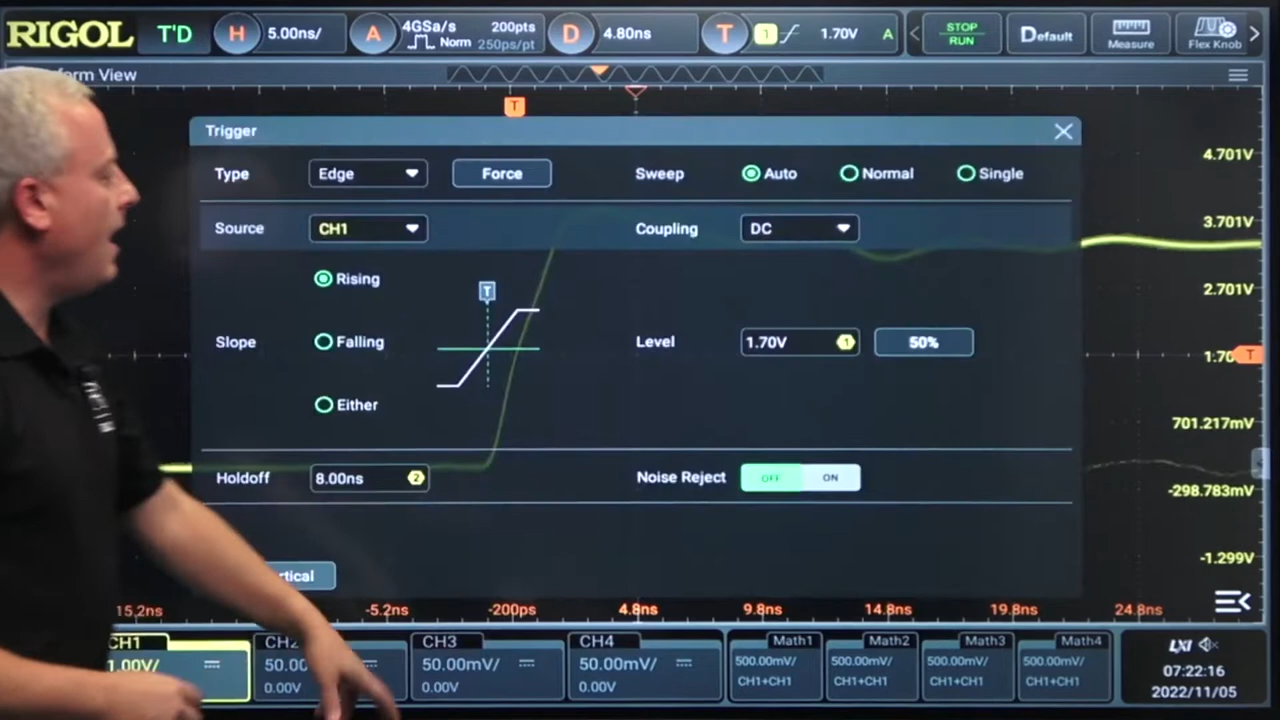 RIGOL T'D H 5.00ns/ A 4GSa/s 200pts Norm 250ps/pt D 4.80ns T 1 1.70V A STOP RUN Default Measure Flex Knob
View
T
Trigger
Type Edge Force Sweep Auto Normal Single
Source CH1 Coupling DC
Rising
T
Slope Falling Level 1.70V 1 50%
Either
Holdoff 8.00ns 2 Noise Reject OFF ON
4.701V
3.701V
2.701V
1.70 T
701.217mV
-298.783mV
-1.299V
15.2ns -5.2ns -200ps 4.8ns 9.8ns 14.8ns 19.8ns 24.8ns
CH1 CH2 CH3 CH4 Math1 Math2 Math3 Math4 LXI
1.00V/ 50.00 50.00mV/ 50.00mV/ 500.00mV/ 500.00mV/ 500.00mV/ 500.00mV/ 07:22:16
0.00V 0.00V 0.00V CH1+CH1 CH1+CH1 CH1+CH1 CH1+CH1 2022/11/05